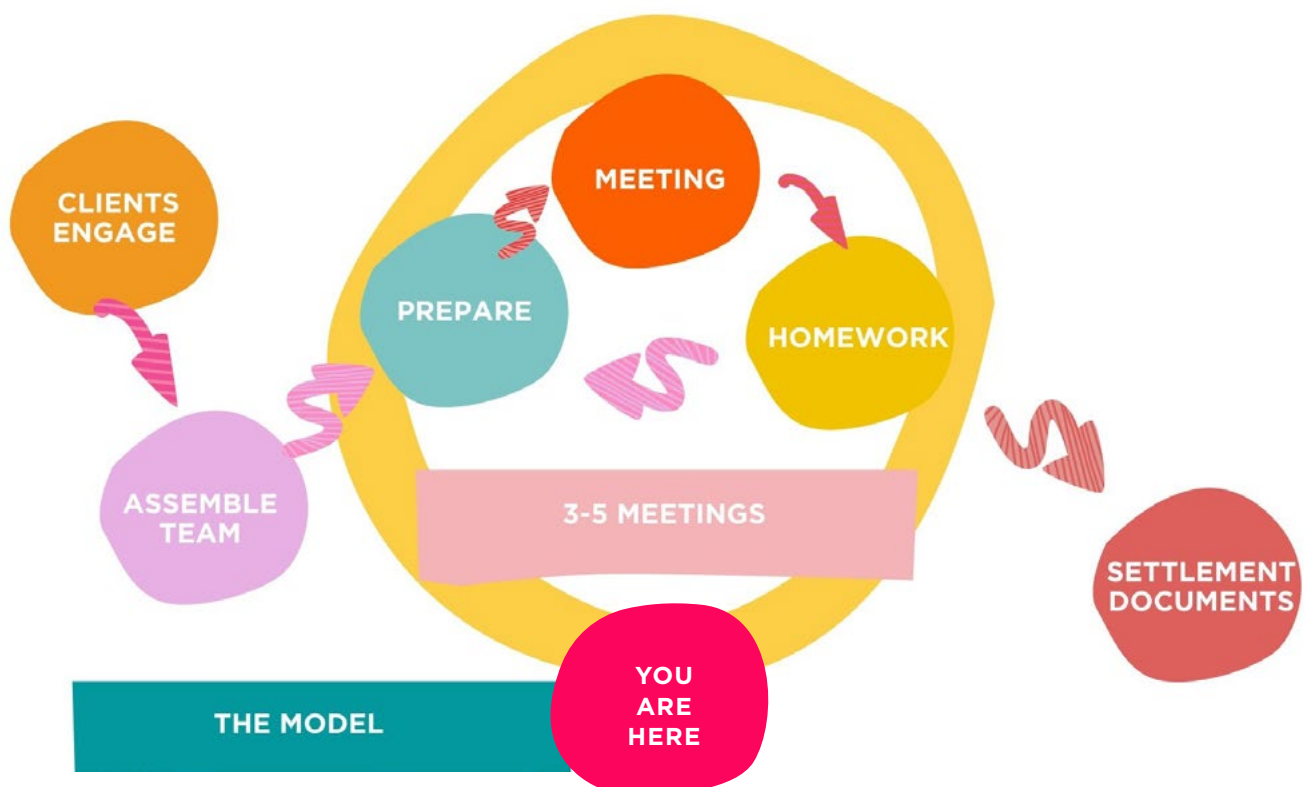 CLIENTS
ENGAGE
ASSEMBLE
TEAM
PREPARE
MEETING
HOMEWORK
3-5 MEETINGS
SETTLEMENT
DOCUMENTS
THE MODEL
YOU
ARE
HERE